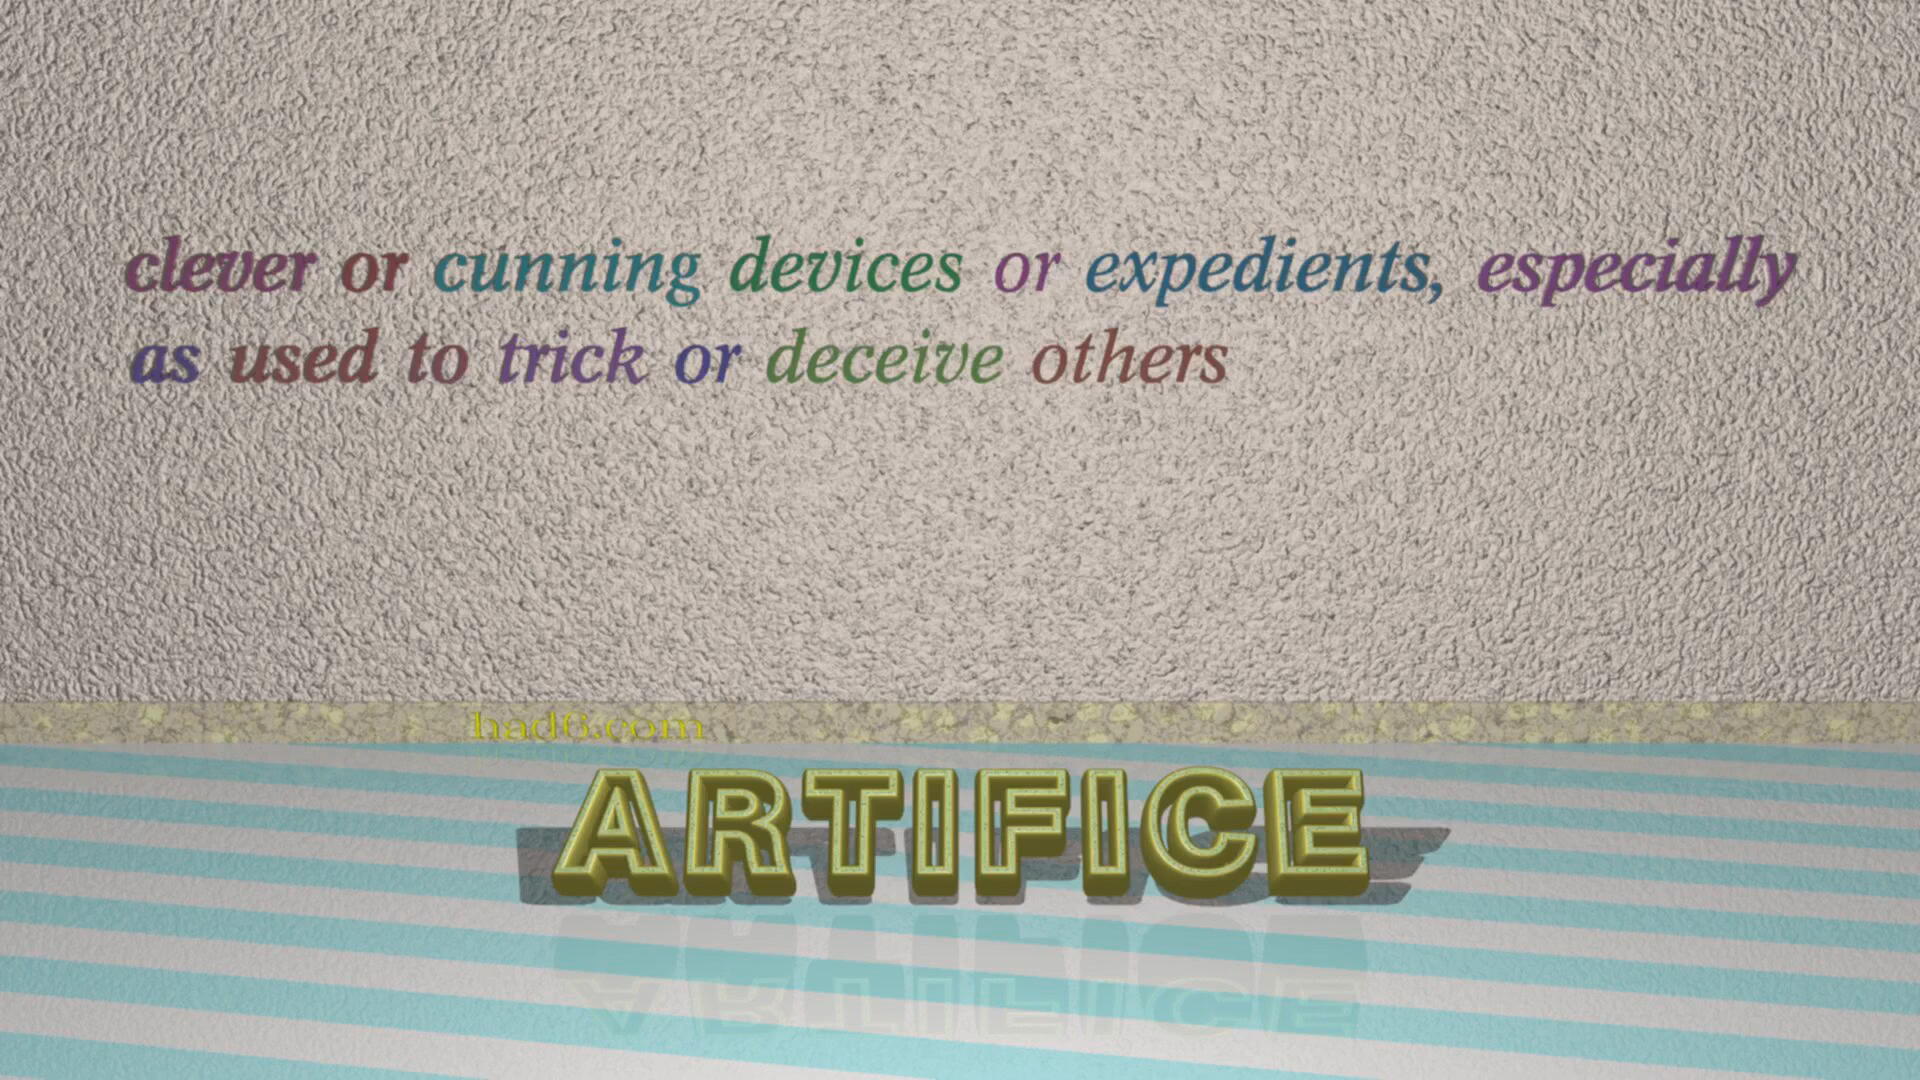 clever or cunning devices or expedients, especially
as used to trick or deceive others
had6.com
ARTIFICE